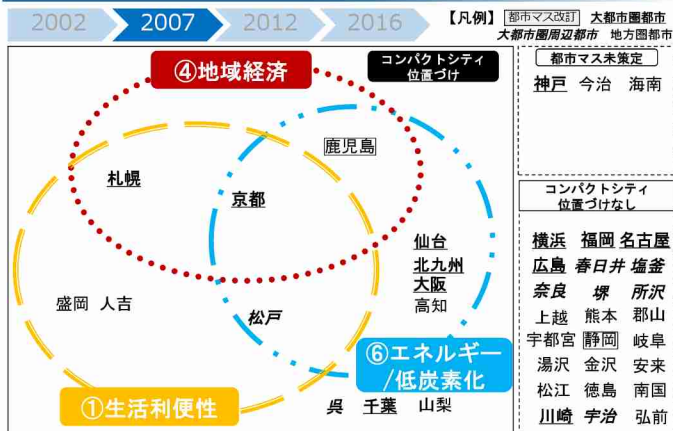 2002 2007 2012 2016
【凡例】 都市マス改訂 大都市圏都市
大都市圏周辺都市 地方圏都市
④地域経済
コンパクトシティ
位置づけ
鹿児島
札幌
京都
仙台
北九州
大阪
高知
盛岡 人吉
松戸
⑥エネルギー
/低炭素化
①生活利便性
呉 千葉 山梨
都市マス未策定
神戸 今治 海南
コンパクトシティ
位置づけなし
横浜 福岡 名古屋
広島 春日井 塩釜
奈良 堺 所沢
上越 熊本 郡山
宇都宮 静岡 岐阜
湯沢 金沢 安来
松江 徳島 南国
川崎 宇治 弘前